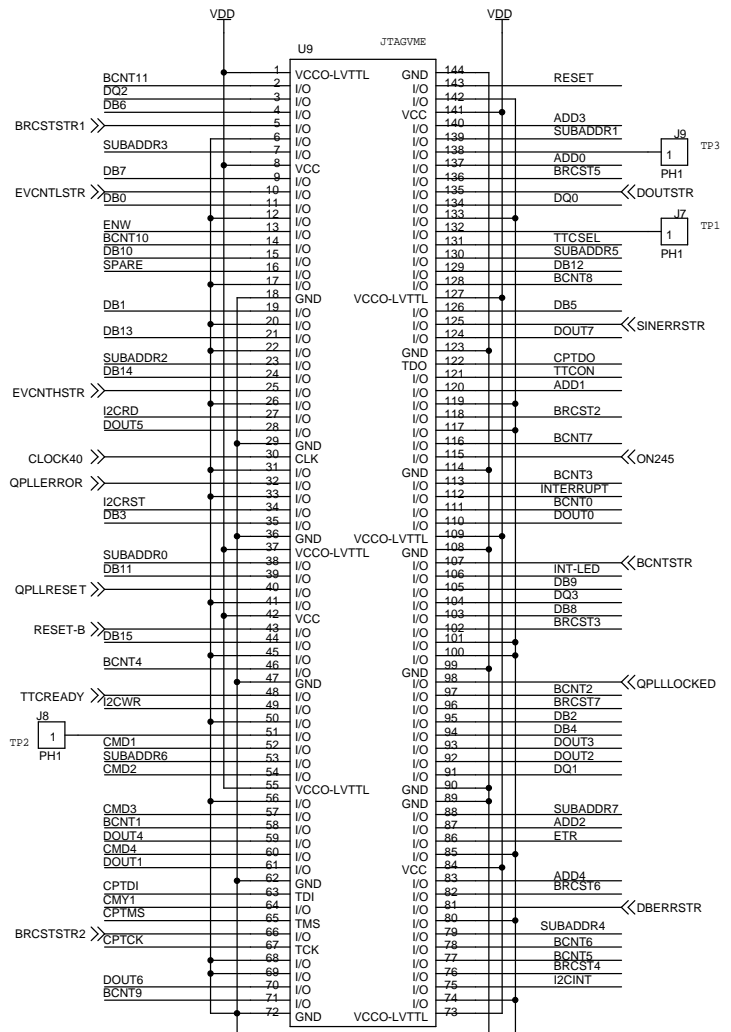 VDD VDD
U9 JTAGVME
1 VCCO-LVTTL GND 144
BCNT11 2 I/O I/O 143 RESET
DQ2 3 I/O I/O 142
DB6 4 I/O VCC 141
BRCSTSTR1 5 I/O I/O 140 ADD3
6 I/O I/O 139 SUBADDR1
SUBADDR3 7 I/O I/O 138 1 J9 PH1 TP3
8 VCC I/O 137 ADD0
DB7 9 I/O I/O 136 BRCST5
EVCNTLSTR 10 I/O I/O 135 DOUTSTR
DB0 11 I/O I/O 134 DQ0
12 I/O I/O 133
ENW 13 I/O I/O 132 1 J7 PH1 TP1
BCNT10 14 I/O I/O 131 TTCSEL
DB10 15 I/O I/O 130 SUBADDR5
SPARE 16 I/O I/O 129 DB12
17 I/O I/O 128 BCNT8
18 GND VCCO-LVTTL 127
DB1 19 I/O I/O 126 DB5
20 I/O I/O 125 SINERRSTR
DB13 21 I/O I/O 124 DOUT7
22 I/O GND 123
SUBADDR2 23 I/O TDO 122 CPTDO
DB14 24 I/O I/O 121 TTCON
EVCNTHSTR 25 I/O I/O 120 ADD1
26 I/O I/O 119
I2CRD 27 I/O I/O 118 BRCST2
DOUT5 28 I/O I/O 117
29 GND I/O 116 BCNT7
CLOCK40 30 CLK I/O 115 ON245
31 I/O GND 114
QPLLERROR 32 I/O I/O 113 BCNT3
33 I/O I/O 112 INTERRUPT
I2CRST 34 I/O I/O 111 BCNT0
DB3 35 I/O I/O 110 DOUT0
36 GND VCCO-LVTTL 109
37 VCCO-LVTTL GND 108
SUBADDR0 38 I/O I/O 107 BCNTSTR
DB11 39 I/O I/O 106 INT-LED
QPLLRESET 40 I/O I/O 105 DB9
41 I/O I/O 104 DQ3
42 VCC I/O 103 DB8
RESET-B 43 I/O I/O 102 BRCST3
DB15 44 I/O I/O 101
45 I/O I/O 100
BCNT4 46 I/O GND 99
47 GND I/O 98 QPLLLOCKED
TTCREADY 48 I/O I/O 97 BCNT2
I2CWR 49 I/O I/O 96 BRCST7
50 I/O I/O 95 DB2
TP2 J8 1 PH1 51 I/O I/O 94 DB4
CMD1 52 I/O I/O 93 DOUT3
SUBADDR6 53 I/O I/O 92 DOUT2
CMD2 54 I/O I/O 91 DQ1
55 VCCO-LVTTL GND 90
56 I/O GND 89
CMD3 57 I/O I/O 88 SUBADDR7
BCNT1 58 I/O I/O 87 ADD2
DOUT4 59 I/O I/O 86 ETR
CMD4 60 I/O I/O 85
DOUT1 61 I/O VCC 84
62 GND I/O 83 ADD4
CPTDI 63 TDI I/O 82 BRCST6
CMY1 64 I/O I/O 81 DBERRSTR
CPTMS 65 TMS I/O 80
BRCSTSTR2 66 I/O I/O 79 SUBADDR4
CPTCK 67 TCK I/O 78 BCNT6
68 I/O I/O 77 BCNT5
69 I/O I/O 76 BRCST4
DOUT6 70 I/O I/O 75 I2CINT
BCNT9 71 I/O I/O 74
72 GND VCCO-LVTTL 73